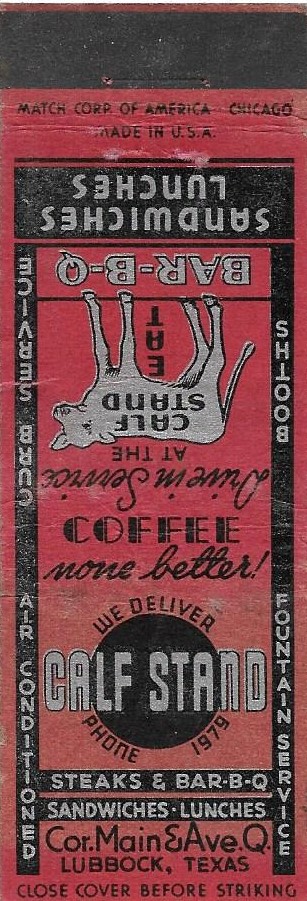 MATCH CORP. OF AMERICA CHICAGO
MADE IN U.S.A.
SANDWICHES
LUNCHES
BAR-B-Q
EAT
AT THE
CALF
STAND
Drive in Service
CURB SERVICE
BOOTHS
COFFEE
none better!
WE DELIVER
CALF STAND
PHONE 1979
AIR CONDITIONED
FOUNTAIN SERVICE
STEAKS & BAR-B-Q
SANDWICHES · LUNCHES
Cor. Main & Ave. Q.
LUBBOCK, TEXAS
CLOSE COVER BEFORE STRIKING